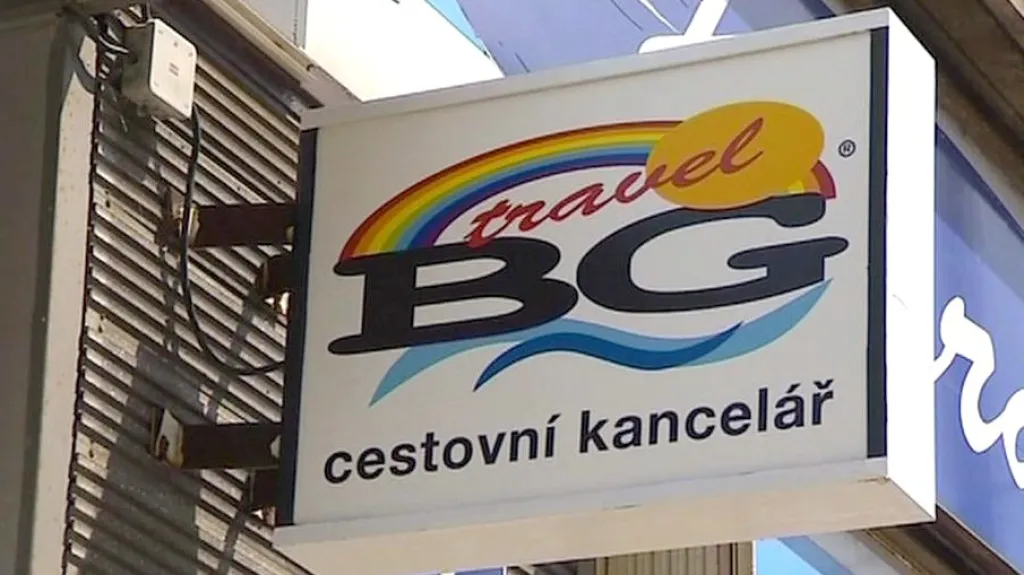 travel
BG ®
cestovní kancelář